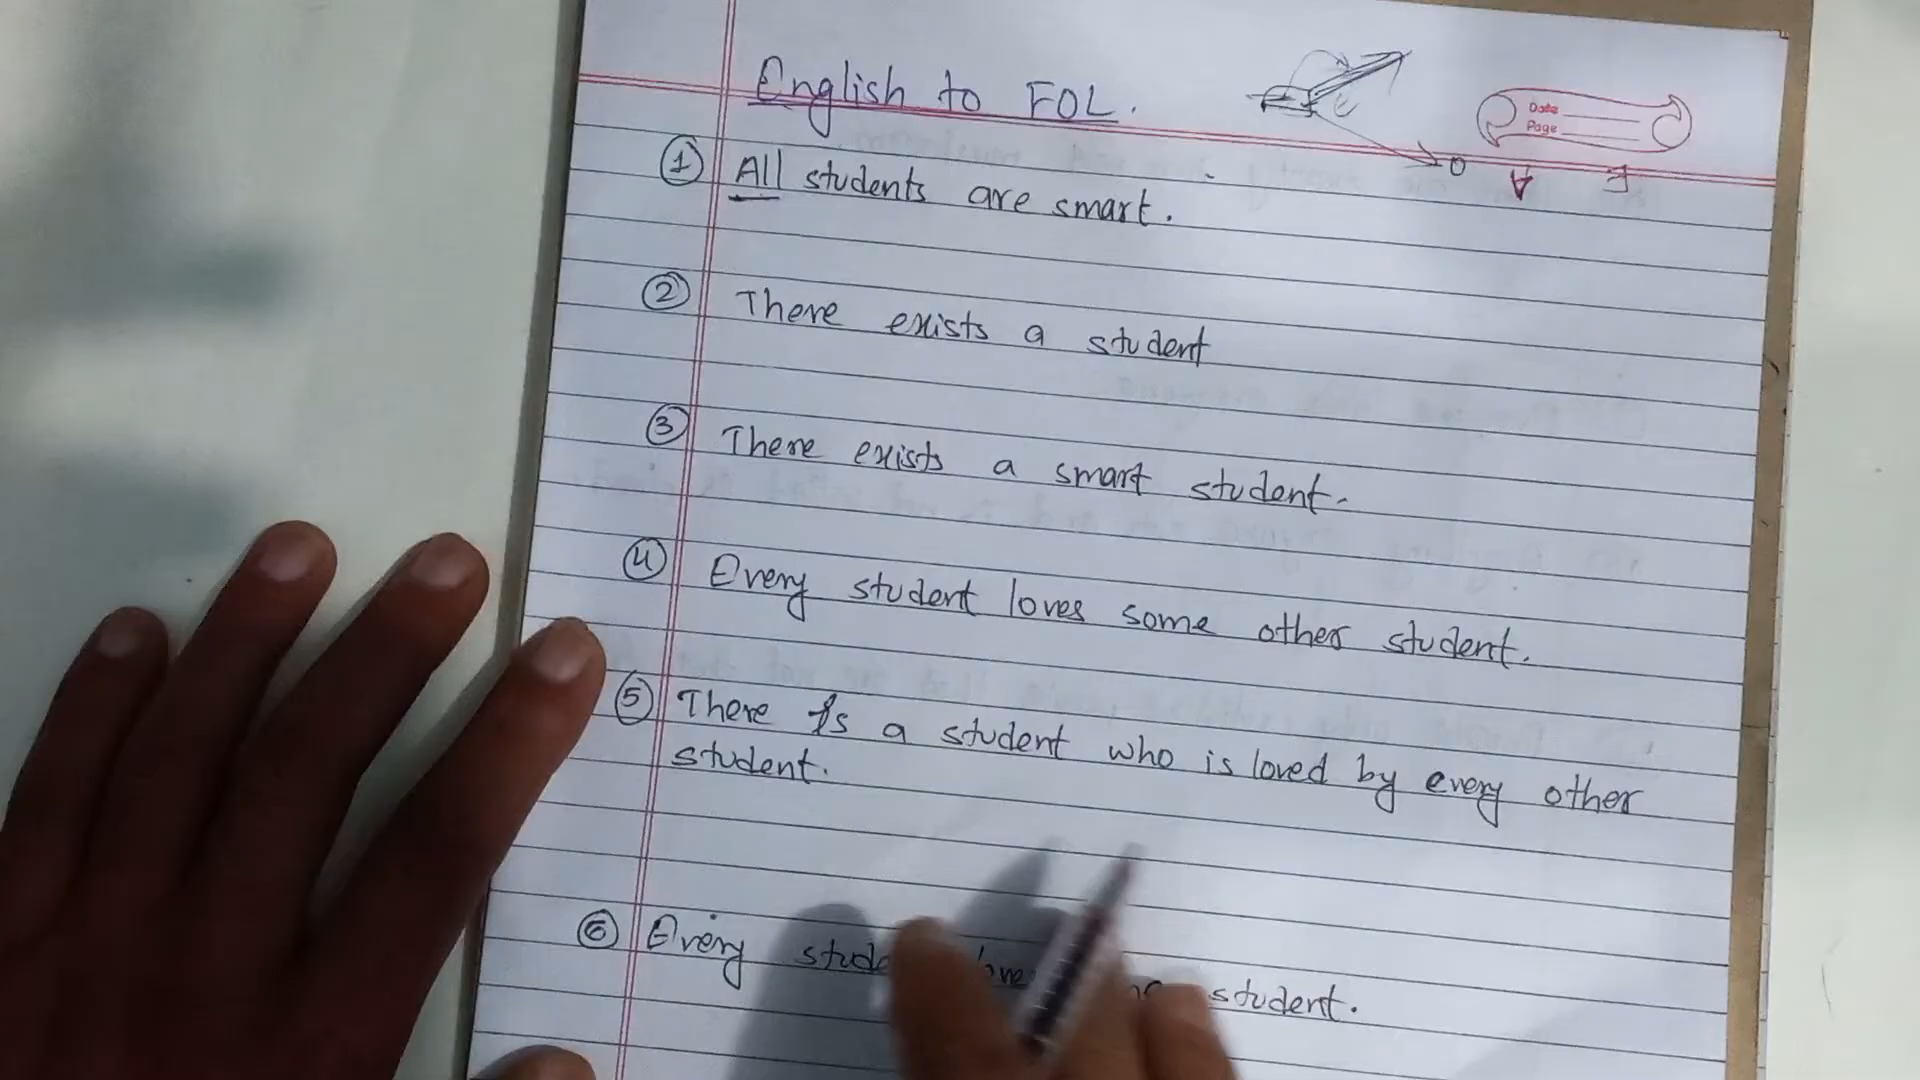 English to FOL.
Date
Page
0 ∀ ∃
① All students are smart.
② There exists a student
③ There exists a smart student.
④ Every student loves some other student.
⑤ There is a student who is loved by every other
student.
⑥ Every student.